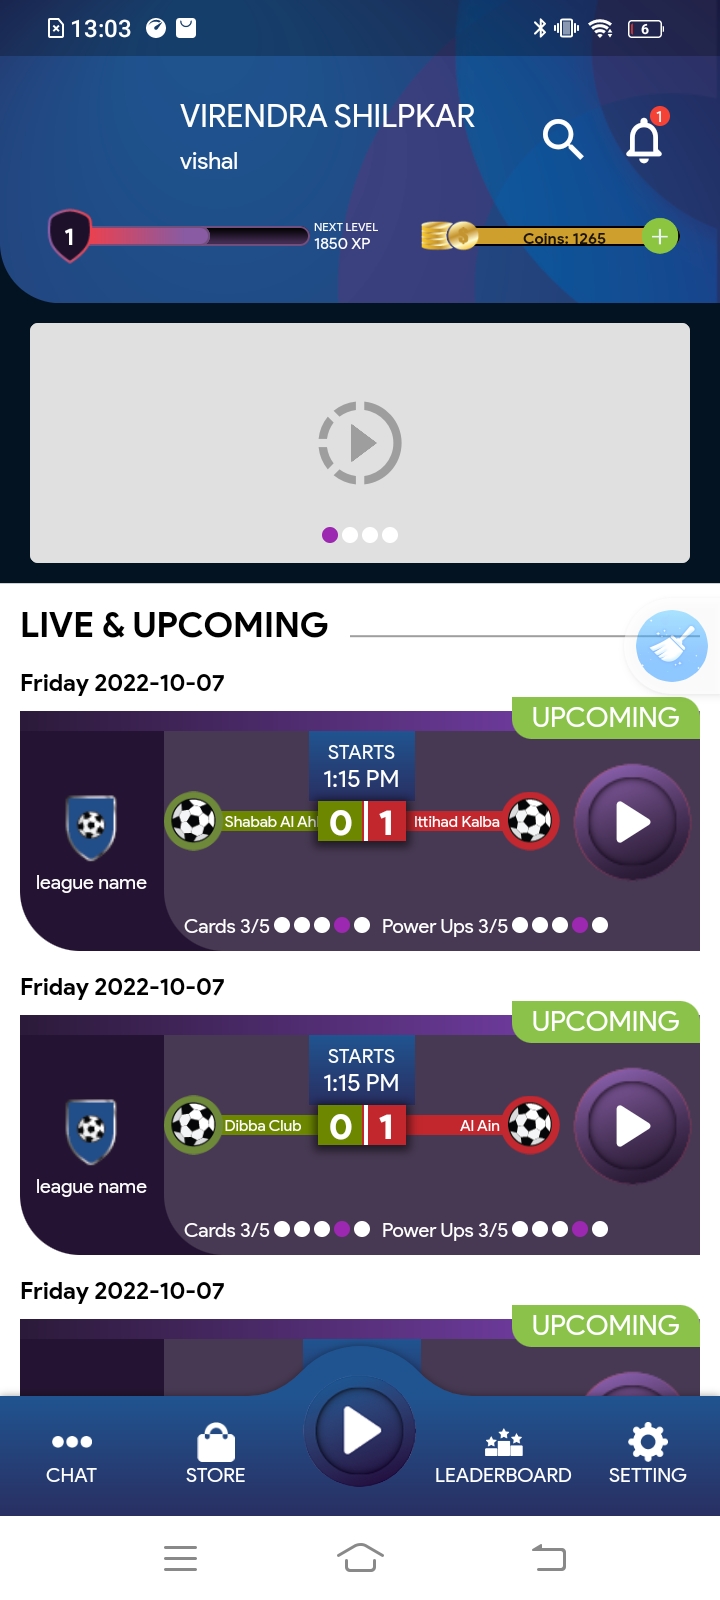 13:03
6
VIRENDRA SHILPKAR
vishal
1
1
NEXT LEVEL
1850 XP
Coins: 1265
LIVE & UPCOMING
Friday 2022-10-07
UPCOMING
STARTS
1:15 PM
Shabab Al Ah
0
1
Ittihad Kalba
league name
Cards 3/5
Power Ups 3/5
Friday 2022-10-07
UPCOMING
STARTS
1:15 PM
Dibba Club
0
1
Al Ain
league name
Cards 3/5
Power Ups 3/5
Friday 2022-10-07
UPCOMING
CHAT
STORE
LEADERBOARD
SETTING